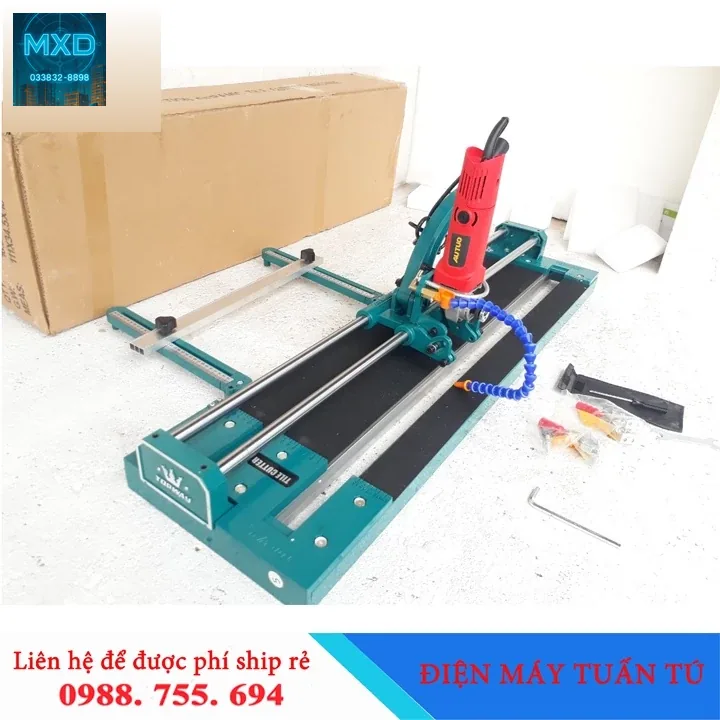 MXD
033832-8898
AUTUO
TILE CUTTER
Liên hệ để được phí ship rẻ
0988. 755. 694
ĐIỆN MÁY TUẤN TÚ